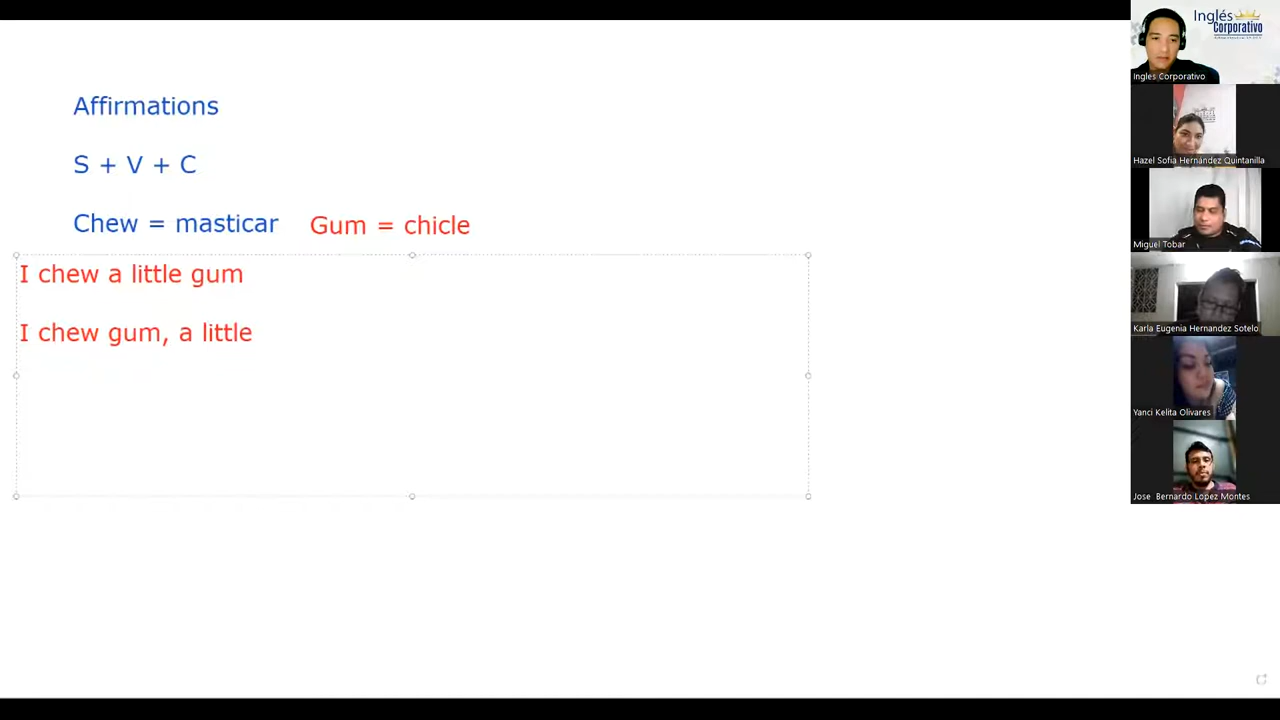 Affirmations
S + V + C
Chew = masticar Gum = chicle
I chew a little gum
I chew gum, a little
Inglés
Corporativo
Ingles Corporativo
Hazel Sofia Hernández Quintanilla
Miguel Tobar
Karla Eugenia Hernandez Sotelo
Yanci Kelita Olivares
Jose Bernardo Lopez Montes